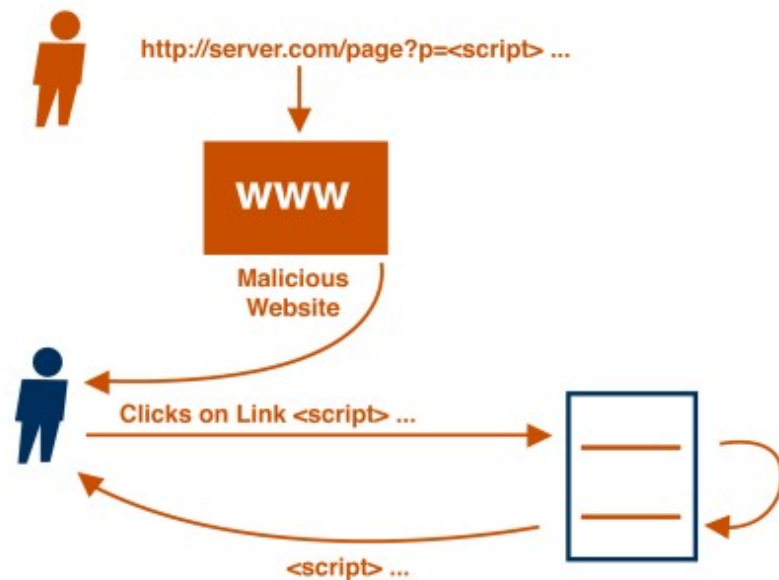 http://server.com/page?p=<script> ...
www
Malicious
Website
Clicks on Link <script> ...
<script> ...